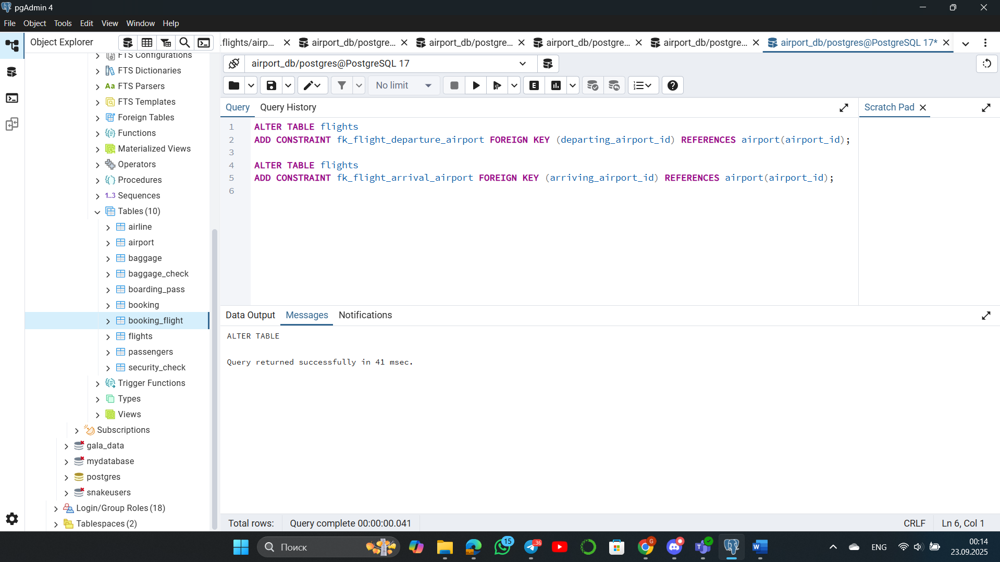 pgAdmin 4
File Object Tools Edit View Window Help
Object Explorer
.flights/airp... airport_db/postgre... airport_db/postgre... airport_db/postgre... airport_db/postgre... airport_db/postgres@PostgreSQL 17*
airport_db/postgres@PostgreSQL 17
No limit
E
Query Query History
Scratch Pad
1 ALTER TABLE flights
2 ADD CONSTRAINT fk_flight_departure_airport FOREIGN KEY (departing_airport_id) REFERENCES airport(airport_id);
3
4 ALTER TABLE flights
5 ADD CONSTRAINT fk_flight_arrival_airport FOREIGN KEY (arriving_airport_id) REFERENCES airport(airport_id);
6
FTS Configurations
FTS Dictionaries
Aa FTS Parsers
FTS Templates
Foreign Tables
Functions
Materialized Views
Operators
Procedures
1..3 Sequences
Tables (10)
airline
airport
baggage
baggage_check
boarding_pass
booking
booking_flight
flights
passengers
security_check
Trigger Functions
Types
Views
Subscriptions
gala_data
mydatabase
postgres
snakeusers
Login/Group Roles (18)
Tablespaces (2)
Data Output Messages Notifications
ALTER TABLE
Query returned successfully in 41 msec.
Total rows: Query complete 00:00:00.041
CRLF Ln 6, Col 1
Поиск
15
36
G
ENG
00:14
23.09.2025